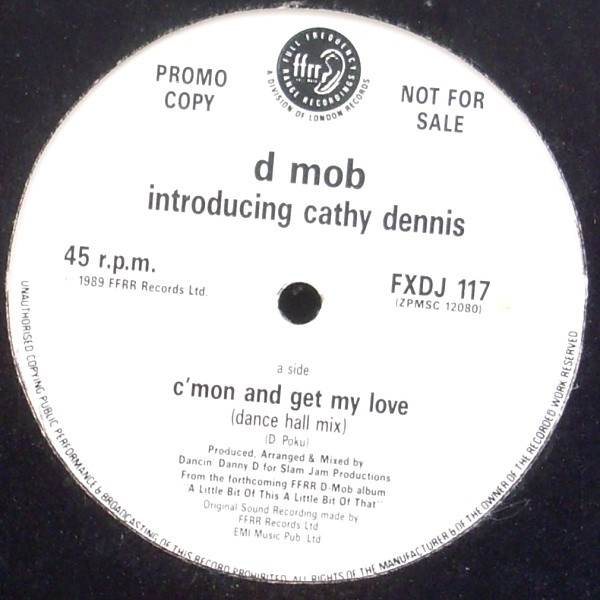 FULL FREQUENCY
RANGE RECORDINGS
ffrr
A DIVISION OF LONDON RECORDS
PROMO
COPY
NOT FOR
SALE
d mob
introducing cathy dennis
45 r.p.m.
1989 FFRR Records Ltd.
FXDJ 117
(ZPMSC 12080)
a side
c'mon and get my love
(dance hall mix)
(D. Poku)
Produced, Arranged & Mixed by
Dancin' Danny D for Slam Jam Productions
From the forthcoming FFRR D-Mob album
"A Little Bit Of This A Little Bit Of That"
Original Sound Recording made by
FFRR Records Ltd
EMI Music Pub. Ltd
UNAUTHORISED COPYING PUBLIC PERFORMANCE & BROADCASTING OF THIS RECORD PROHIBITED. ALL RIGHTS OF THE MANUFACTURER & OF THE OWNER OF THE RECORDED WORK RESERVED